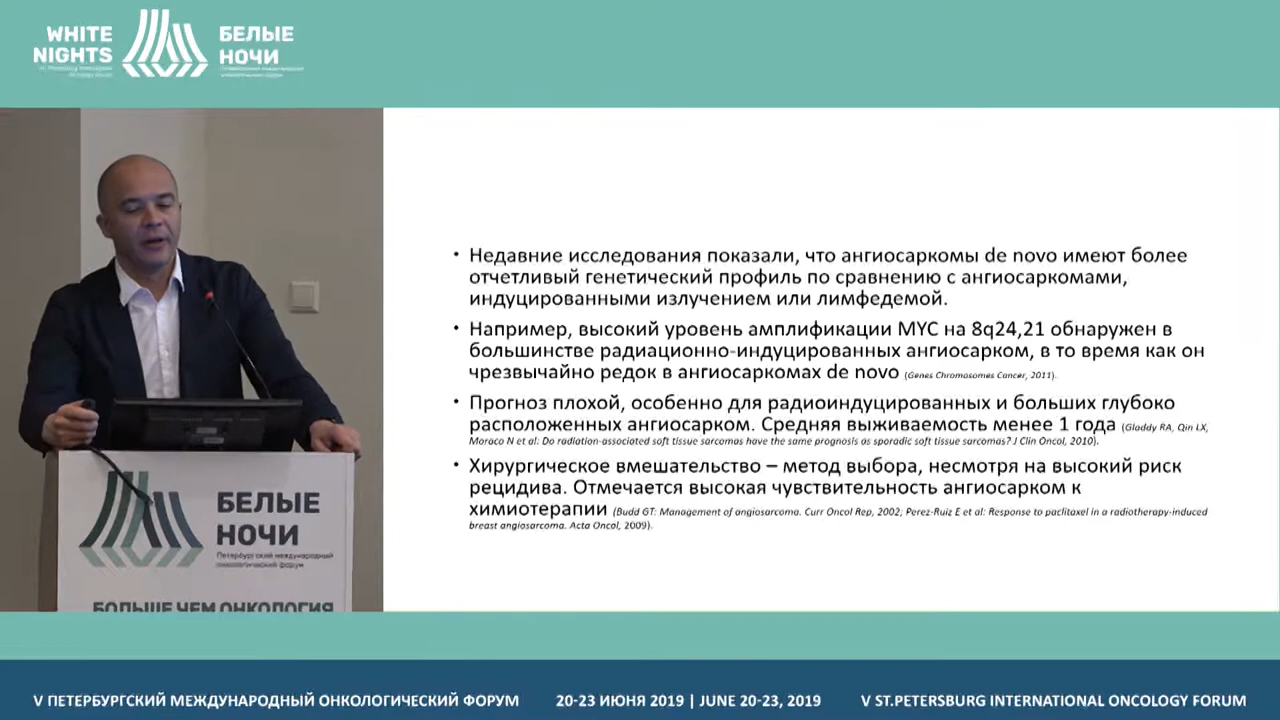 WHITE
NIGHTS
БЕЛЫЕ
НОЧИ
• Недавние исследования показали, что ангиосаркомы de novo имеют более
отчетливый генетический профиль по сравнению с ангиосаркомами,
индуцированными излучением или лимфедемой.
• Например, высокий уровень амплификации MYC на 8q24,21 обнаружен в
большинстве радиационно-индуцированных ангиосарком, в то время как он
чрезвычайно редок в ангиосаркомах de novo (Genes Chromosomes Cancer, 2011).
• Прогноз плохой, особенно для радиоиндуцированных и больших глубоко
расположенных ангиосарком. Средняя выживаемость менее 1 года (Gladdy RA, Qin LX,
Moraco N et al: Do radiation-associated soft tissue sarcomas have the same prognosis as sporadic soft tissue sarcomas? J Clin Oncol, 2010).
• Хирургическое вмешательство – метод выбора, несмотря на высокий риск
рецидива. Отмечается высокая чувствительность ангиосарком к
химиотерапии (Budd GT: Management of angiosarcoma. Curr Oncol Rep, 2002; Perez-Ruiz E et al: Response to paclitaxel in a radiotherapy-induced
breast angiosarcoma. Acta Oncol, 2009).
БЕЛЫЕ
НОЧИ
Петербургский международный
онкологический форум
БОЛЬШЕ ЧЕМ ОНКОЛОГИЯ
V ПЕТЕРБУРГСКИЙ МЕЖДУНАРОДНЫЙ ОНКОЛОГИЧЕСКИЙ ФОРУМ 20-23 ИЮНЯ 2019 | JUNE 20-23, 2019 V ST.PETERSBURG INTERNATIONAL ONCOLOGY FORUM